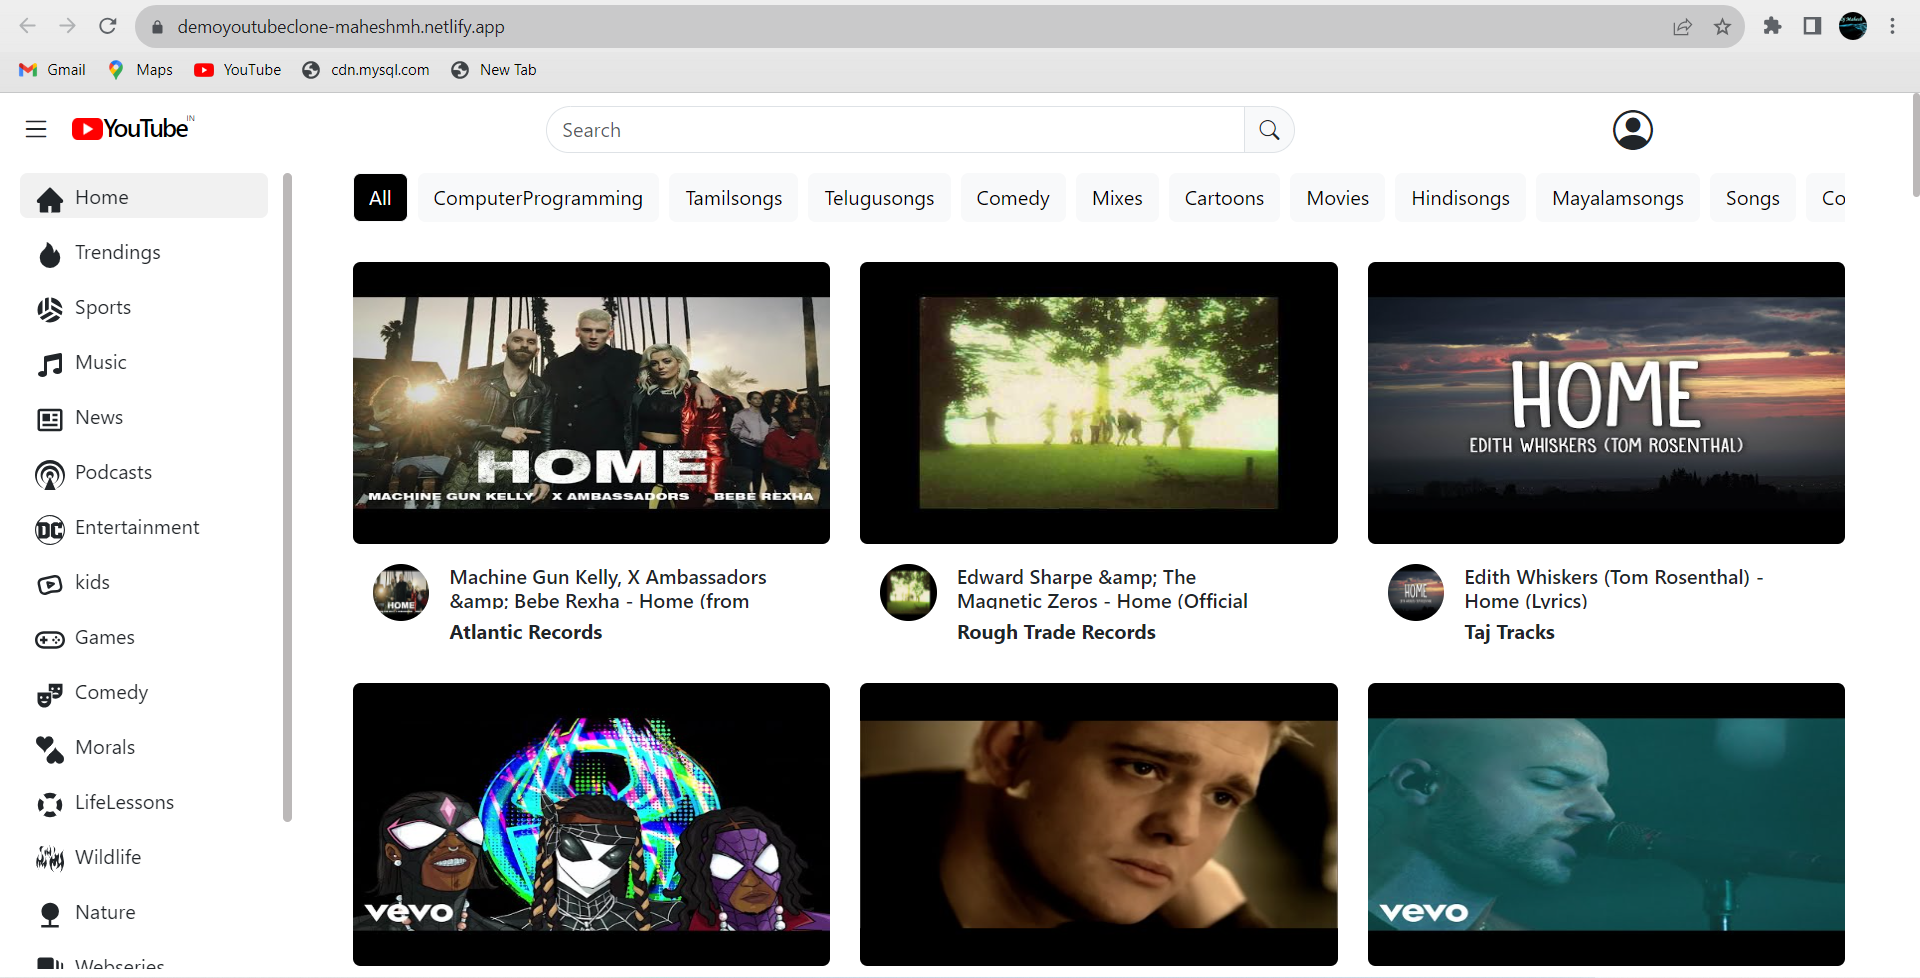 demoyoutubeclone-maheshmh.netlify.app
Gmail Maps YouTube cdn.mysql.com New Tab
YouTube IN
Search
Home
Trendings
Sports
Music
News
Podcasts
DC Entertainment
kids
Games
Comedy
Morals
LifeLessons
Wildlife
Nature
Webseries
All ComputerProgramming Tamilsongs Telugusongs Comedy Mixes Cartoons Movies Hindisongs Mayalamsongs Songs Co
HOME
MACHINE GUN KELLY X AMBASSADORS BEBE REXHA
HOME
EDITH WHISKERS (TOM ROSENTHAL)
HOME
Machine Gun Kelly, X Ambassadors
&amp; Bebe Rexha - Home (from
Atlantic Records
Edward Sharpe &amp; The
Magnetic Zeros - Home (Official
Rough Trade Records
HOME
Edith Whiskers (Tom Rosenthal) -
Home (Lyrics)
Taj Tracks
vevo
vevo